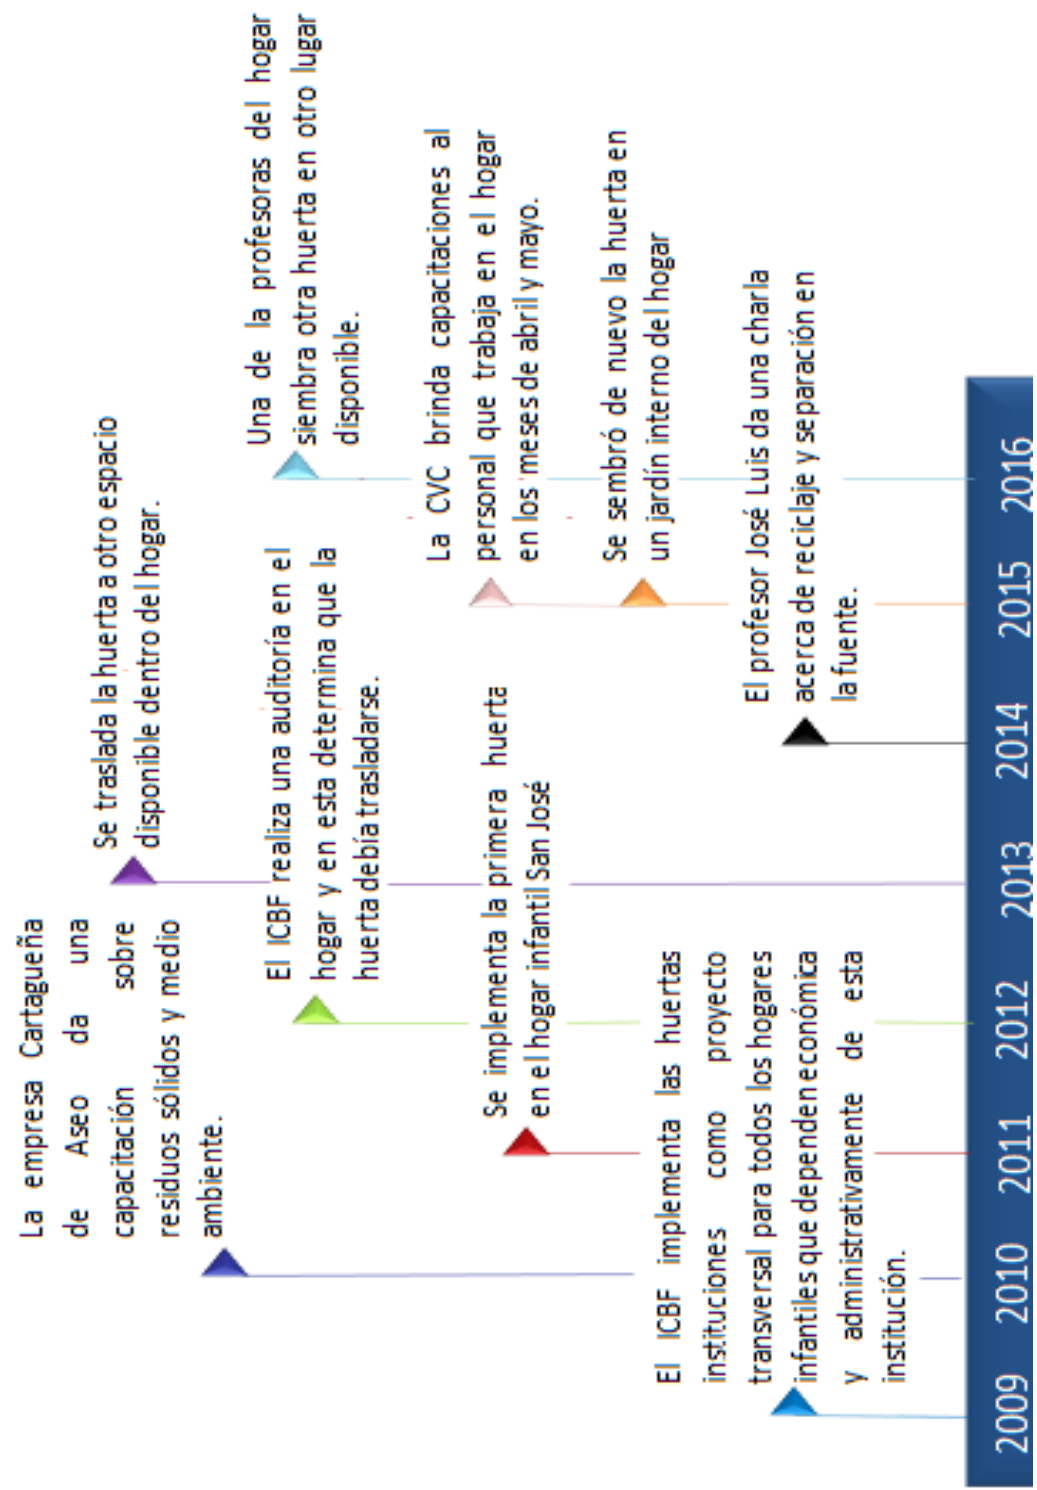 La empresa Cartagueña
de Aseo da una
capacitación sobre
residuos sólidos y medio
ambiente.
Se traslada la huerta a otro espacio
disponible dentro del hogar.
Una de la profesoras del hogar
siembra otra huerta en otro lugar
disponible.
El ICBF realiza una auditoría en el
hogar y en esta determina que la
huerta debía trasladarse.
La CVC brinda capacitaciones al
personal que trabaja en el hogar
en los meses de abril y mayo.
Se implementa la primera huerta
en el hogar infantil San José
Se sembró de nuevo la huerta en
un jardín interno del hogar
El ICBF implementa las huertas
instituciones como proyecto
transversal para todos los hogares
infantiles que dependen económica
y administrativamente de esta
institución.
El profesor José Luis da una charla
acerca de reciclaje y separación en
la fuente.
2009 2010 2011 2012 2013 2014 2015 2016